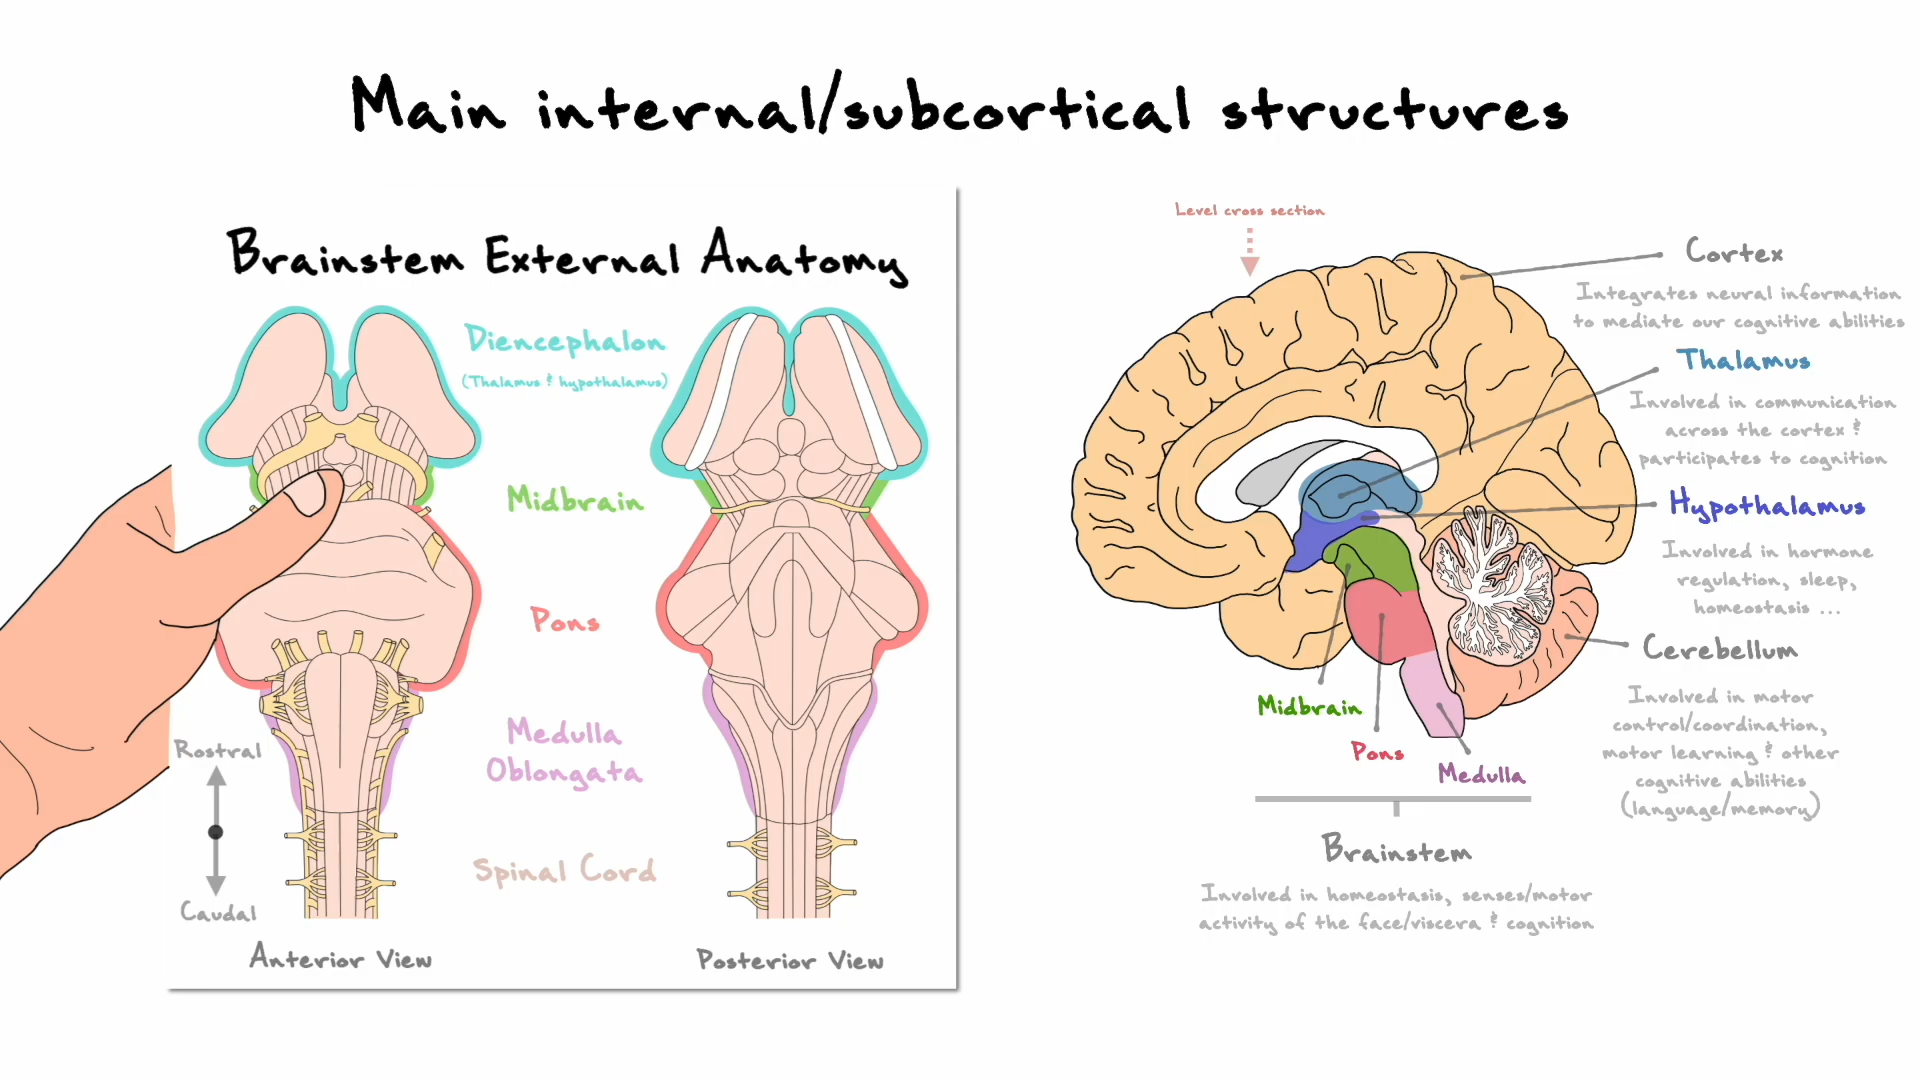 Main internal/subcortical structures
Brainstem External Anatomy
Diencephalon
(Thalamus & hypothalamus)
Midbrain
Pons
Medulla
Oblongata
Spinal Cord
Rostral
Caudal
Anterior View
Posterior View
Level cross section
Cortex
Integrates neural information
to mediate our cognitive abilities
Thalamus
Involved in communication
across the cortex &
participates to cognition
Hypothalamus
Involved in hormone
regulation, sleep,
homeostasis ...
Cerebellum
Involved in motor
control/coordination,
motor learning & other
cognitive abilities
(language/memory)
Midbrain
Pons
Medulla
Brainstem
Involved in homeostasis, senses/motor
activity of the face/viscera & cognition